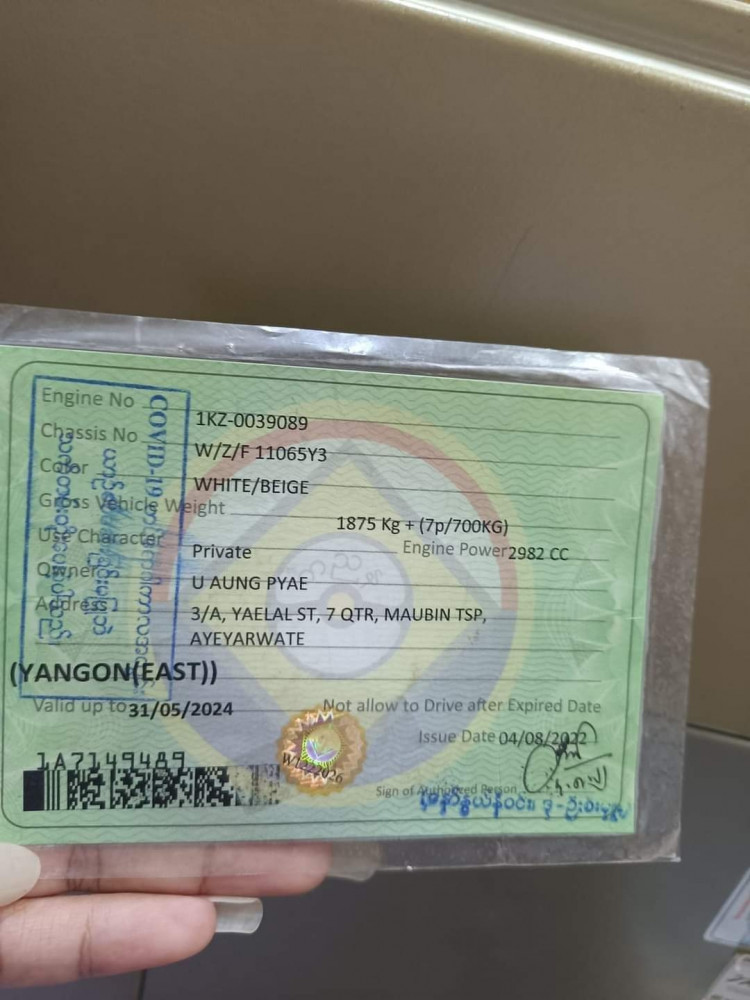 Engine No 1KZ-0039089
Chassis No W/Z/F 11065Y3
Color WHITE/BEIGE
Gross Vehicle Weight 1875 Kg + (7p/700KG)
Use Character Private Engine Power 2982 CC
Owner U AUNG PYAE
Address 3/A, YAELAL ST, 7 QTR, MAUBIN TSP,
AYEYARWATE
(YANGON(EAST))
Valid up to 31/05/2024 Not allow to Drive after Expired Date
Issue Date 04/08/2022
1A7149489
Sign of Authorized Person
COVID-19